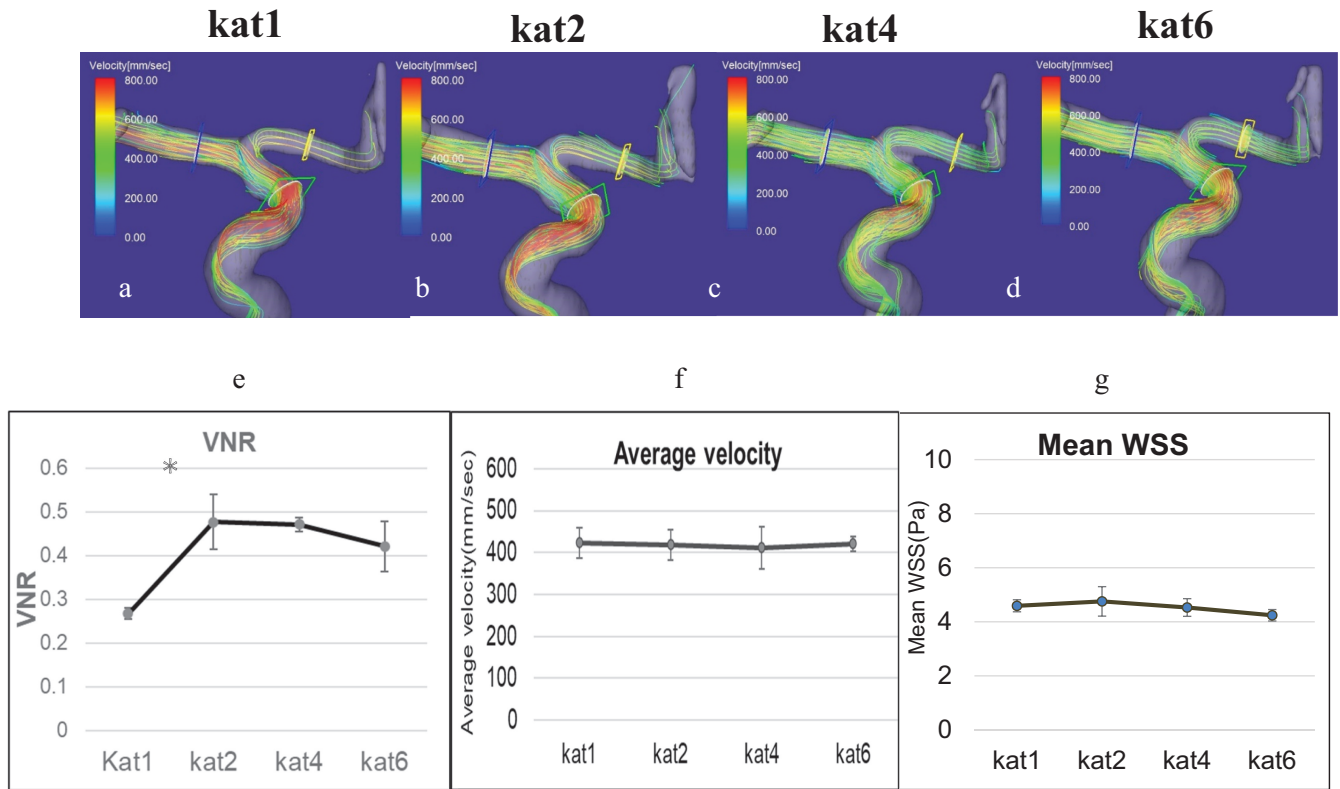 kat1 kat2 kat4 kat6
Velocity[mm/sec] Velocity[mm/sec] Velocity[mm/sec] Velocity[mm/sec]
800.00 800.00 800.00 800.00
600.00 600.00 600.00 600.00
400.00 400.00 400.00 400.00
200.00 200.00 200.00 200.00
0.00 0.00 0.00 0.00
a b c d
e f g
VNR
*
VNR
0.6
0.5
0.4
0.3
0.2
0.1
0
Kat1 kat2 kat4 kat6
Average velocity
Average velocity(mm/sec)
600
500
400
300
200
100
0
kat1 kat2 kat4 kat6
Mean WSS
Mean WSS(Pa)
10
8
6
4
2
0
kat1 kat2 kat4 kat6